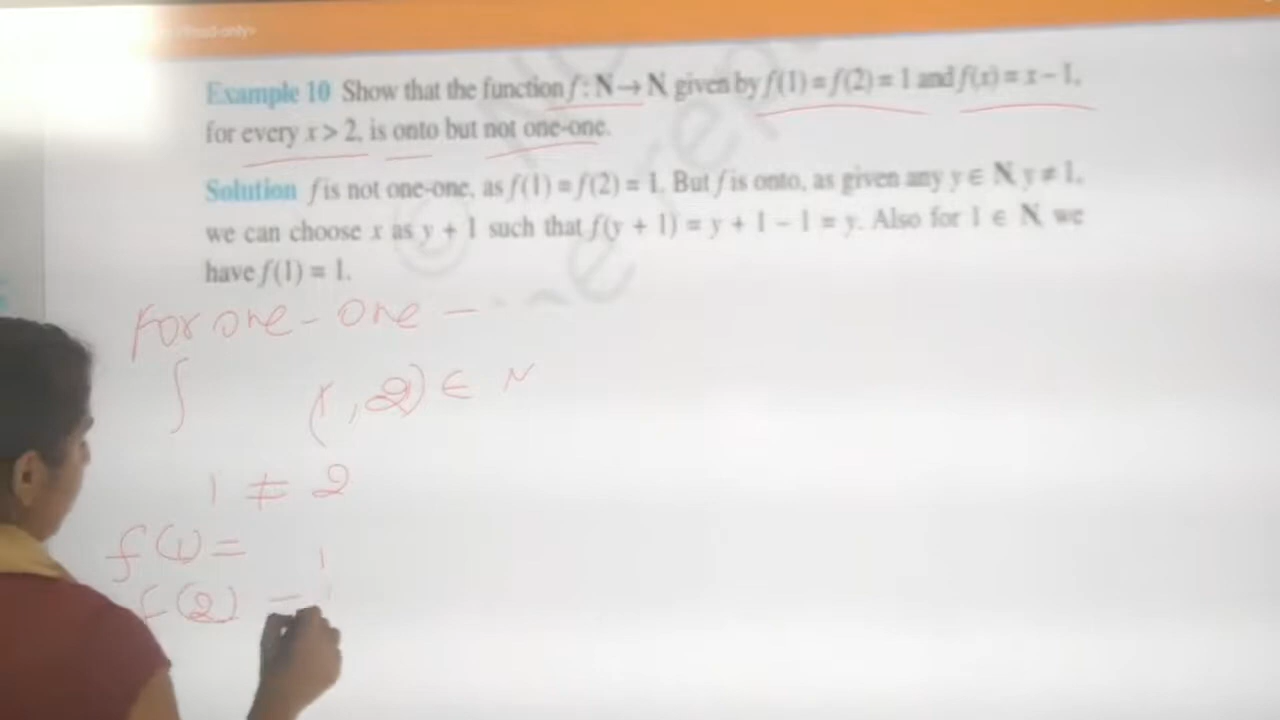 Example 10 Show that the function f : N → N given by f(1) = f(2) = 1 and f(x) = x – 1,
for every x > 2, is onto but not one-one.
Solution f is not one-one, as f(1) = f(2) = 1. But f is onto, as given any y ∈ N, y ≠ 1,
we can choose x as y + 1 such that f(y + 1) = y + 1 – 1 = y. Also for 1 ∈ N, we
have f(1) = 1.
For one - One -
(1, 2) ∈ N
1 ≠ 2
f(1) = 1
f(2) =